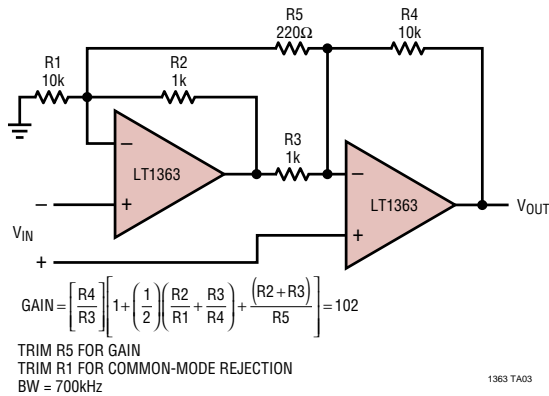 R5
220Ω
R4
10k
R1
10k
R2
1k
R3
1k
−
+
LT1363
−
+
LT1363
VOUT
−
VIN
+
GAIN = [R4/R3][1 + (1/2)(R2/R1 + R3/R4) + (R2 + R3)/R5] = 102
TRIM R5 FOR GAIN
TRIM R1 FOR COMMON-MODE REJECTION
BW = 700kHz
1363 TA03